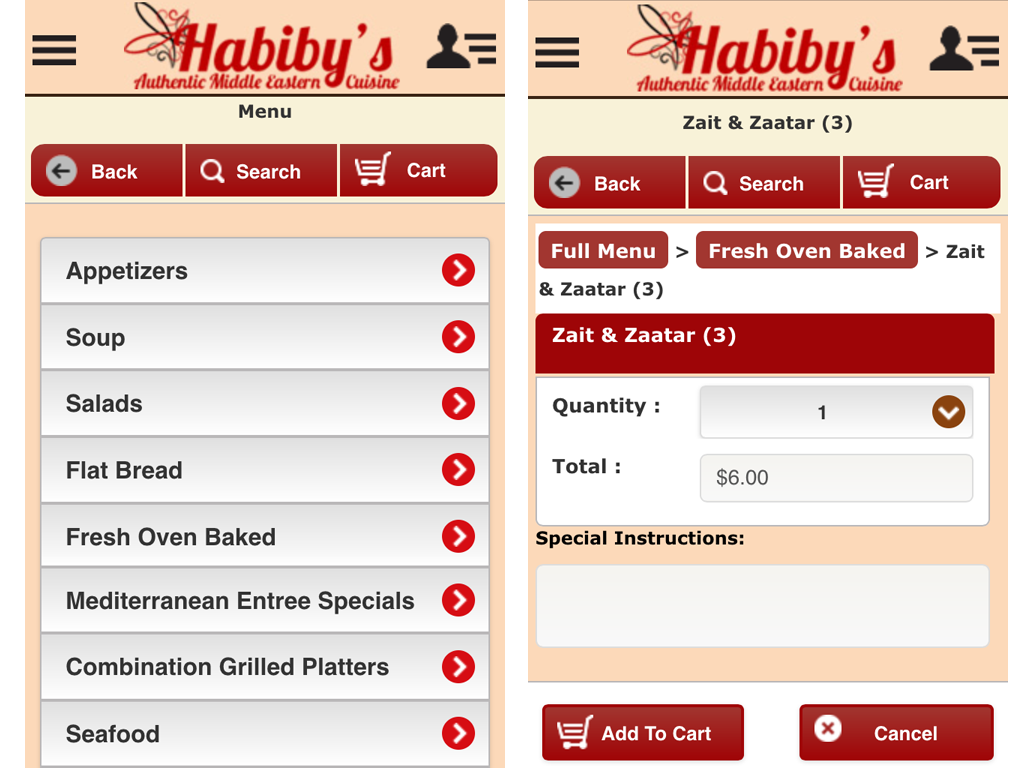 Habiby's
Authentic Middle Eastern Cuisine
Menu
Back
Search
Cart
Appetizers
Soup
Salads
Flat Bread
Fresh Oven Baked
Mediterranean Entree Specials
Combination Grilled Platters
Seafood
Habiby's
Authentic Middle Eastern Cuisine
Zait & Zaatar (3)
Back
Search
Cart
Full Menu > Fresh Oven Baked > Zait
& Zaatar (3)
Zait & Zaatar (3)
Quantity : 1
Total : $6.00
Special Instructions:
Add To Cart
Cancel